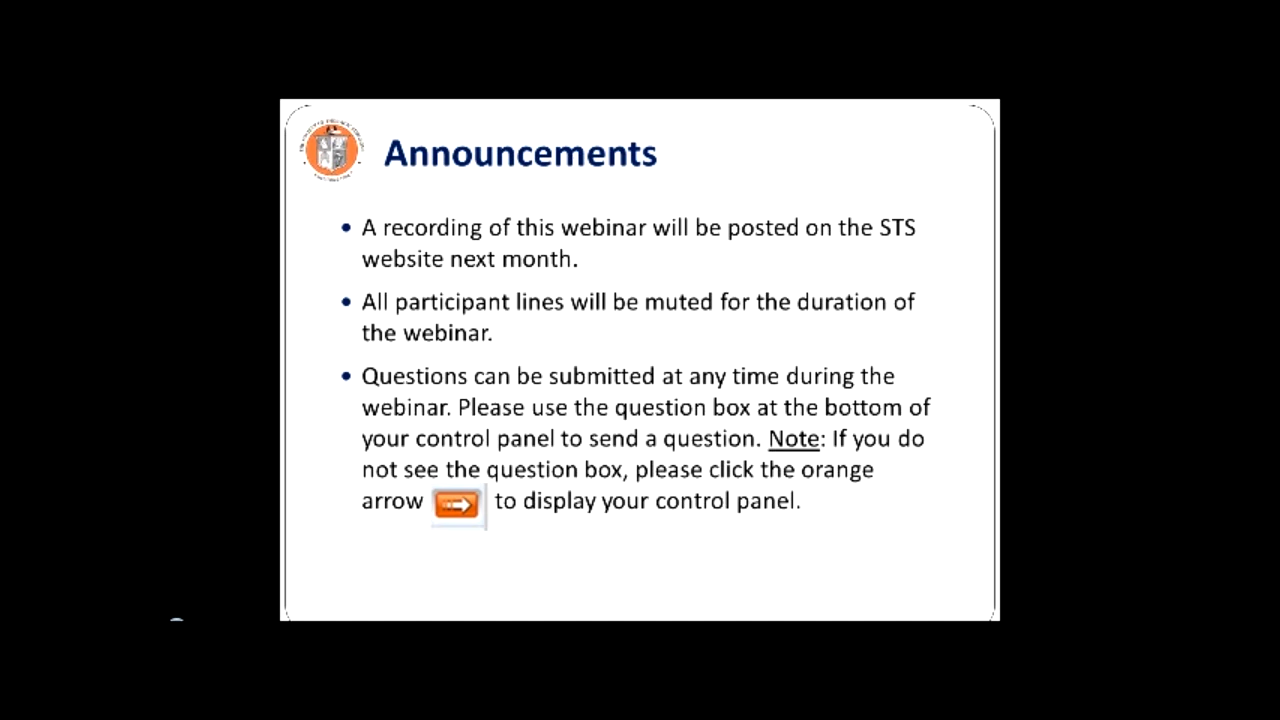 Announcements
• A recording of this webinar will be posted on the STS
website next month.
• All participant lines will be muted for the duration of
the webinar.
• Questions can be submitted at any time during the
webinar. Please use the question box at the bottom of
your control panel to send a question. Note: If you do
not see the question box, please click the orange
arrow to display your control panel.